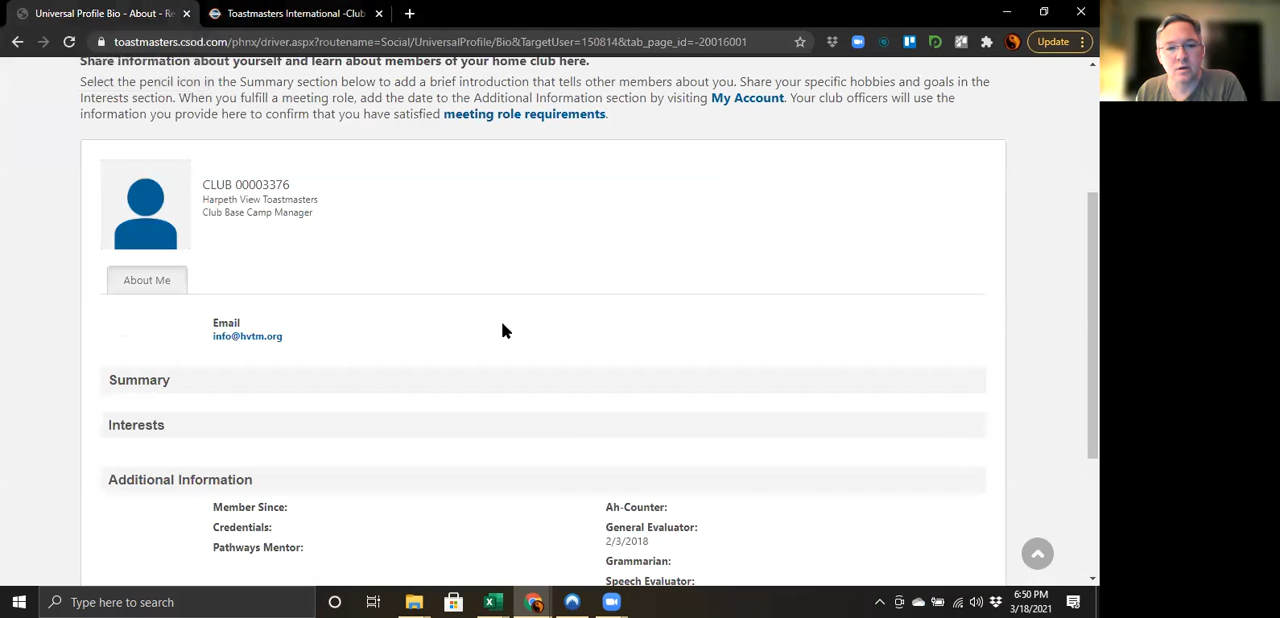 Universal Profile Bio - About - Re
Toastmasters International -Club
toastmasters.csod.com/phnx/driver.aspx?routename=Social/UniversalProfile/Bio&TargetUser=150814&tab_page_id=-20016001
Update
Share information about yourself and learn about members of your home club here.
Select the pencil icon in the Summary section below to add a brief introduction that tells other members about you. Share your specific hobbies and goals in the
Interests section. When you fulfill a meeting role, add the date to the Additional Information section by visiting My Account. Your club officers will use the
information you provide here to confirm that you have satisfied meeting role requirements.
CLUB 00003376
Harpeth View Toastmasters
Club Base Camp Manager
About Me
Email
info@hvtm.org
Summary
Interests
Additional Information
Member Since:
Credentials:
Pathways Mentor:
Ah-Counter:
General Evaluator:
2/3/2018
Grammarian:
Speech Evaluator:
Type here to search
6:50 PM
3/18/2021